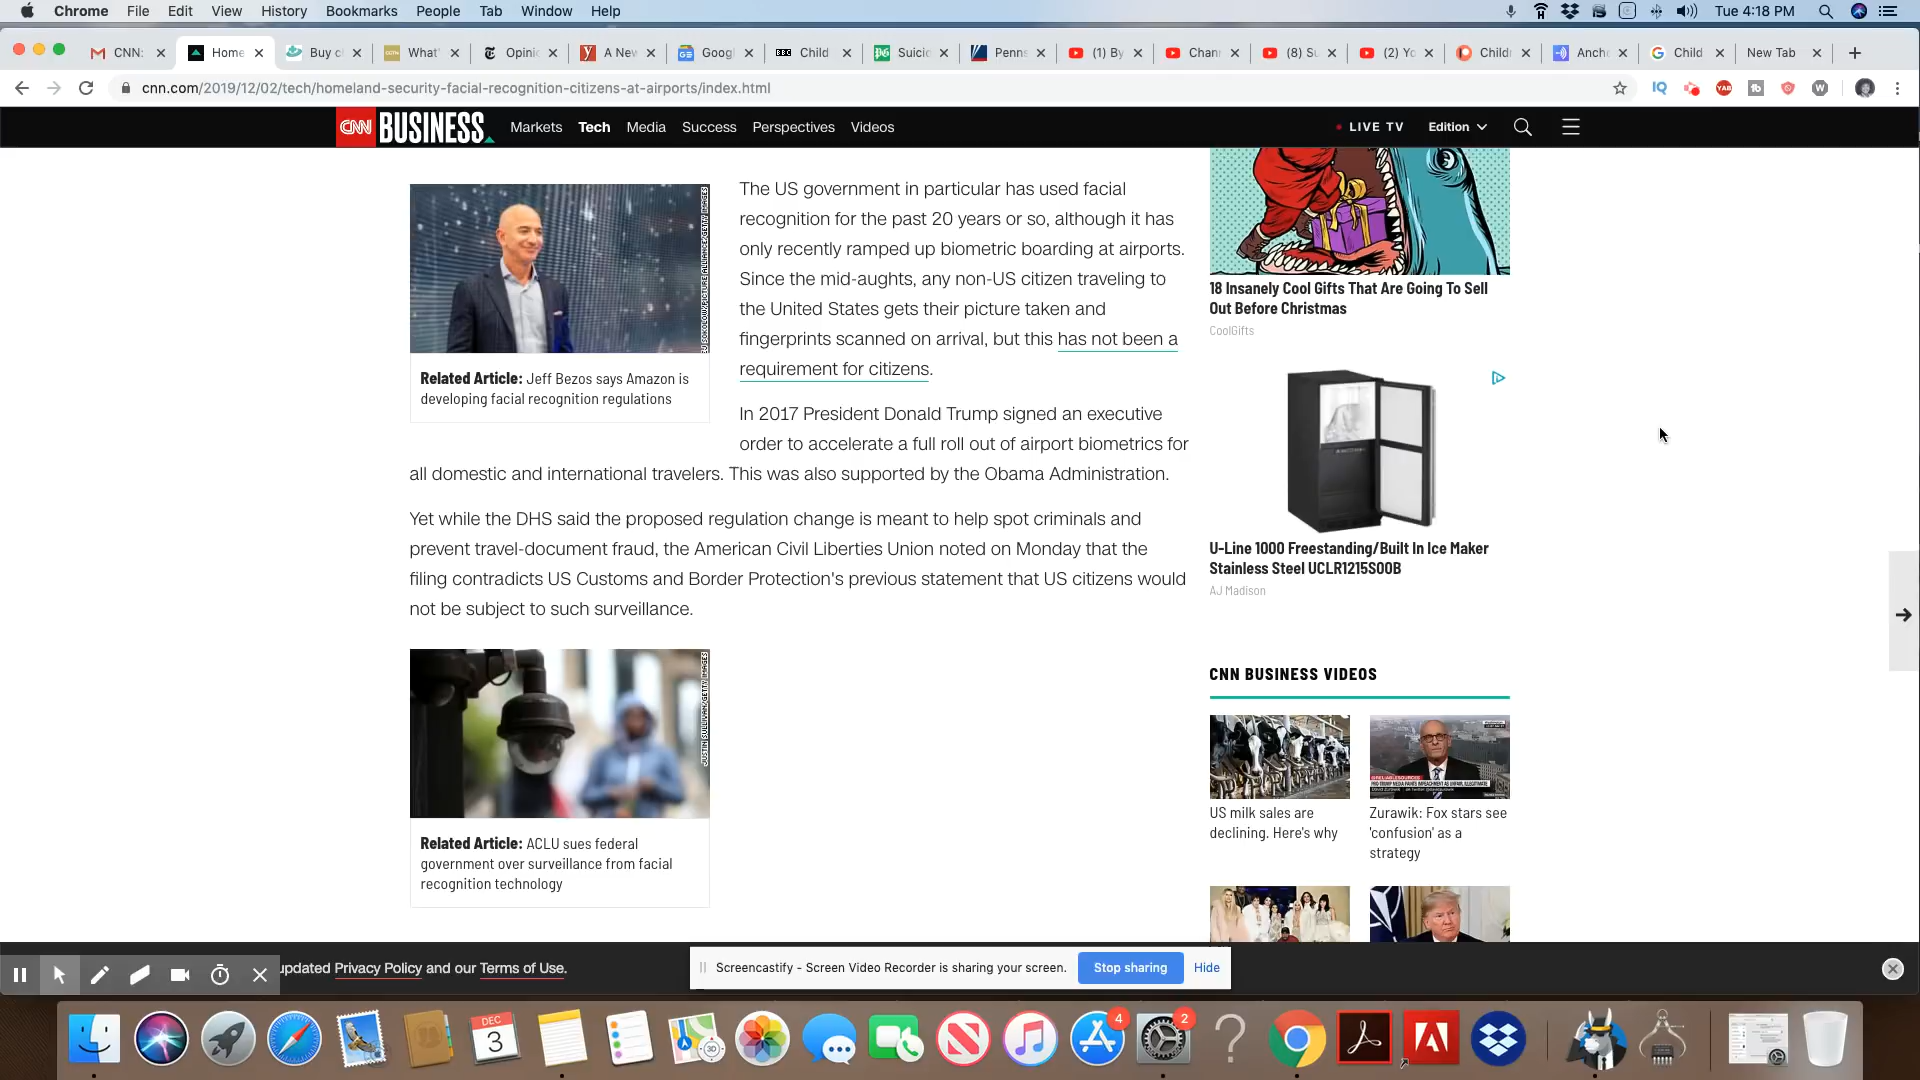 Chrome File Edit View History Bookmarks People Tab Window Help Tue 4:18 PM
CNN: Home Buy c What' Opini A New Googl Child Suicid Penns (1) By Chann (8) Su (2) Yo Childr Ancho Child New Tab
cnn.com/2019/12/02/tech/homeland-security-facial-recognition-citizens-at-airports/index.html
CNN BUSINESS Markets Tech Media Success Perspectives Videos LIVE TV Edition
The US government in particular has used facial
recognition for the past 20 years or so, although it has
only recently ramped up biometric boarding at airports.
Since the mid-aughts, any non-US citizen traveling to
the United States gets their picture taken and
fingerprints scanned on arrival, but this has not been a
requirement for citizens.
Related Article: Jeff Bezos says Amazon is
developing facial recognition regulations
In 2017 President Donald Trump signed an executive
order to accelerate a full roll out of airport biometrics for
all domestic and international travelers. This was also supported by the Obama Administration.
Yet while the DHS said the proposed regulation change is meant to help spot criminals and
prevent travel-document fraud, the American Civil Liberties Union noted on Monday that the
filing contradicts US Customs and Border Protection's previous statement that US citizens would
not be subject to such surveillance.
JUSTIN SULLIVAN/GETTY IMAGES
Related Article: ACLU sues federal
government over surveillance from facial
recognition technology
18 Insanely Cool Gifts That Are Going To Sell
Out Before Christmas
CoolGifts
U-Line 1000 Freestanding/Built In Ice Maker
Stainless Steel UCLR1215S00B
AJ Madison
CNN BUSINESS VIDEOS
US milk sales are
declining. Here's why
Zurawik: Fox stars see
'confusion' as a
strategy
updated Privacy Policy and our Terms of Use.
Screencastify - Screen Video Recorder is sharing your screen. Stop sharing Hide
DEC
3
4
2